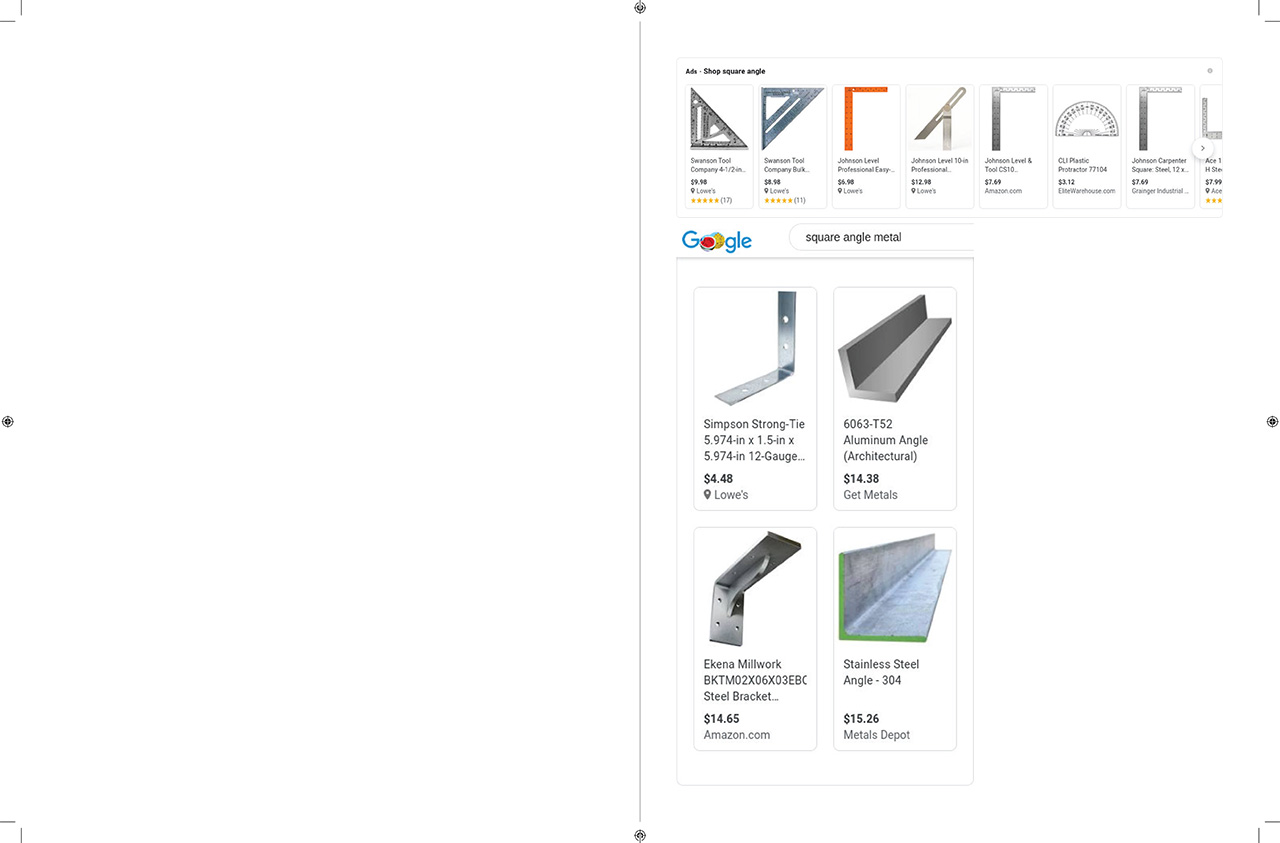 Ads · Shop square angle
Swanson Tool
Company 4-1/2-in...
$9.98
Lowe's
(17)
Swanson Tool
Company Bulk...
$8.98
Lowe's
(11)
Johnson Level
Professional Easy-...
$6.98
Lowe's
Johnson Level 10-in
Professional...
$12.98
Lowe's
Johnson Level &
Tool CS10...
$7.69
Amazon.com
CLI Plastic
Protractor 77104
$3.12
EliteWarehouse.com
Johnson Carpenter
Square: Steel, 12 x...
$7.69
Grainger Industrial ...
Ace 1
H Ste
$7.99
Ace
Google
square angle metal
Simpson Strong-Tie
5.974-in x 1.5-in x
5.974-in 12-Gauge...
$4.48
Lowe's
6063-T52
Aluminum Angle
(Architectural)
$14.38
Get Metals
Ekena Millwork
BKTM02X06X03EBC
Steel Bracket...
$14.65
Amazon.com
Stainless Steel
Angle - 304
$15.26
Metals Depot